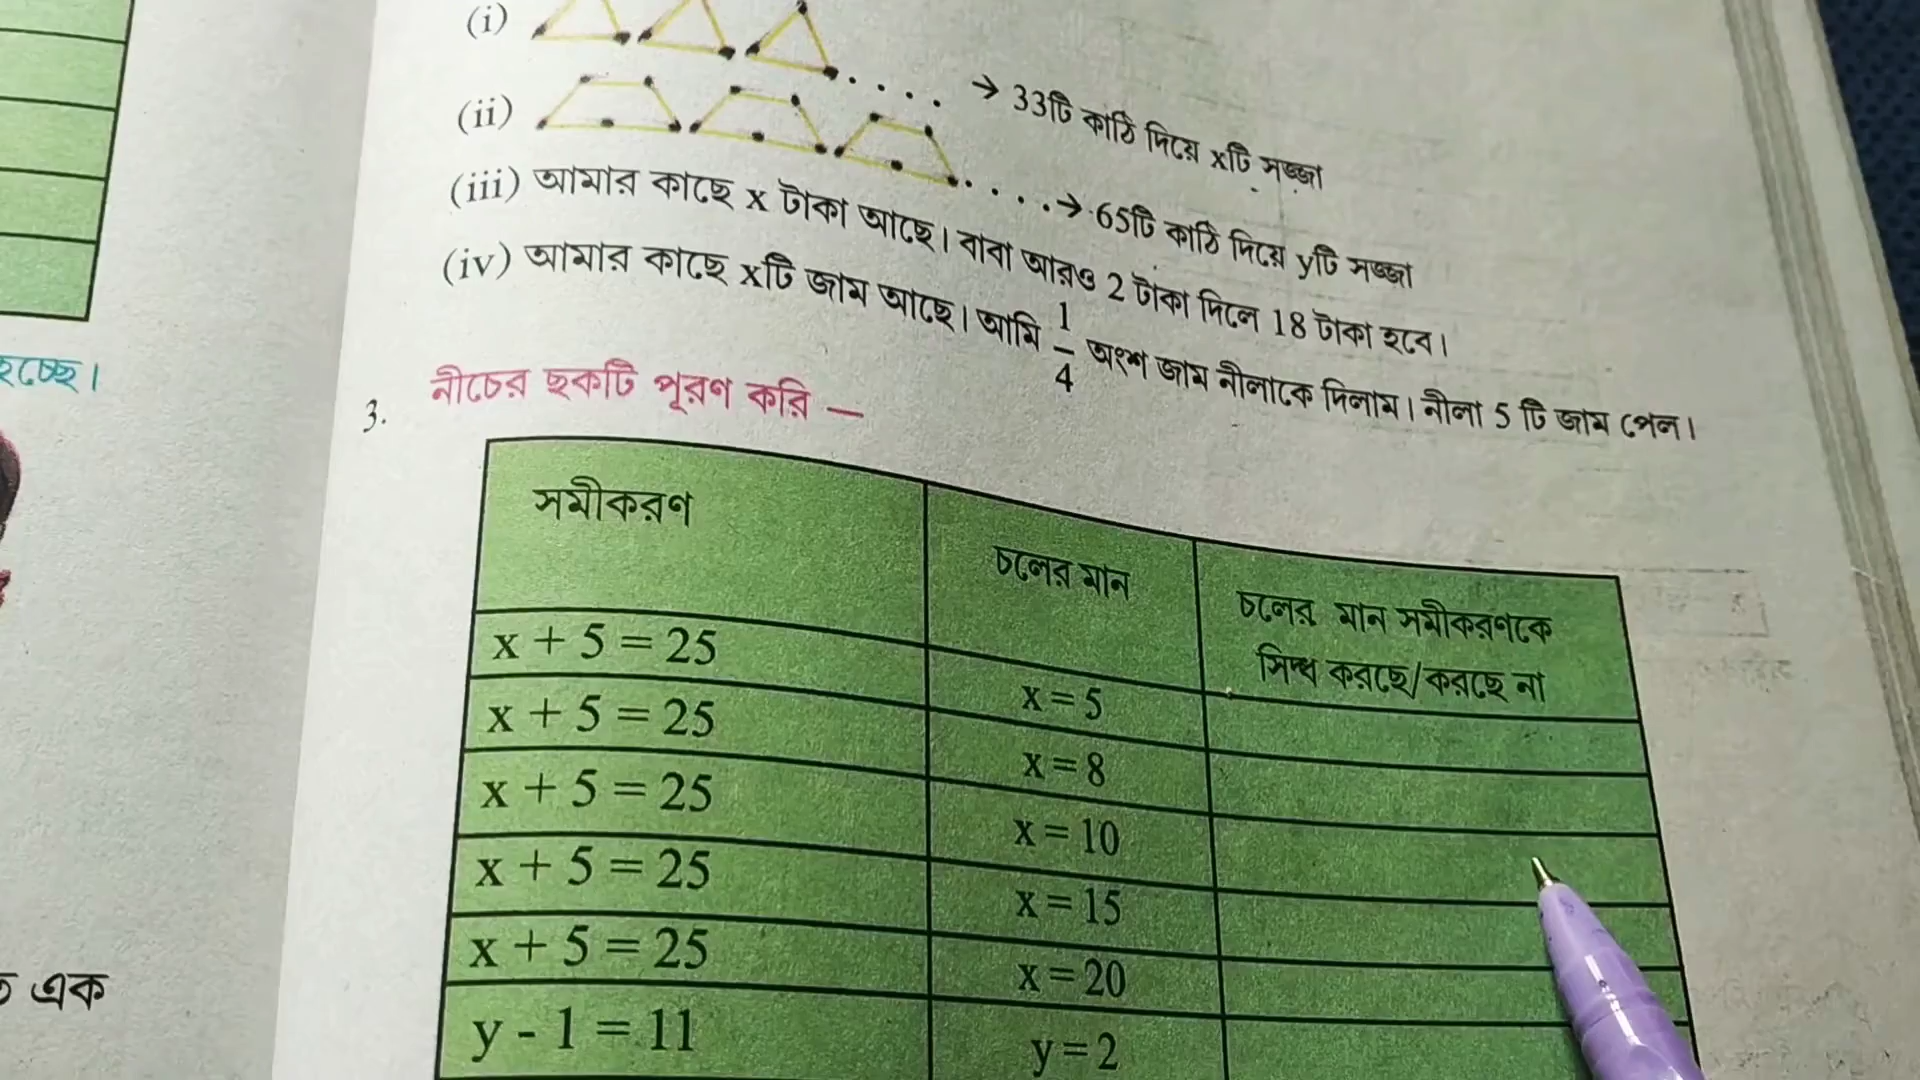 হচ্ছে।
এক
(i)
→ 33টি কাঠি দিয়ে xটি সজ্জা
(ii)
→ 65টি কাঠি দিয়ে yটি সজ্জা
(iii) আমার কাছে x টাকা আছে। বাবা আরও 2 টাকা দিলে 18 টাকা হবে।
(iv) আমার কাছে xটি জাম আছে। আমি 1/4 অংশ জাম নীলাকে দিলাম। নীলা 5 টি জাম পেল।
3. নীচের ছকটি পূরণ করি —
সমীকরণ
চলের মান
চলের মান সমীকরণকে
সিদ্ধ করছে/করছে না
x + 5 = 25
x = 5
x + 5 = 25
x = 8
x + 5 = 25
x = 10
x + 5 = 25
x = 15
x + 5 = 25
x = 20
y - 1 = 11
y = 2